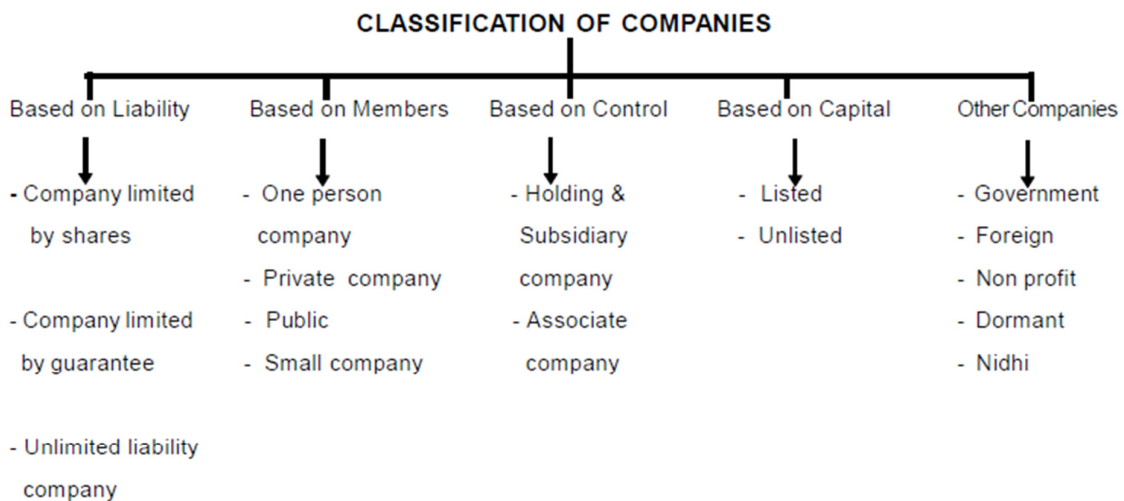 CLASSIFICATION OF COMPANIES
Based on Liability
- Company limited
by shares
- Company limited
by guarantee
- Unlimited liability
company
Based on Members
- One person
company
- Private company
- Public
- Small company
Based on Control
- Holding &
Subsidiary
company
- Associate
company
Based on Capital
- Listed
- Unlisted
Other Companies
- Government
- Foreign
- Non profit
- Dormant
- Nidhi